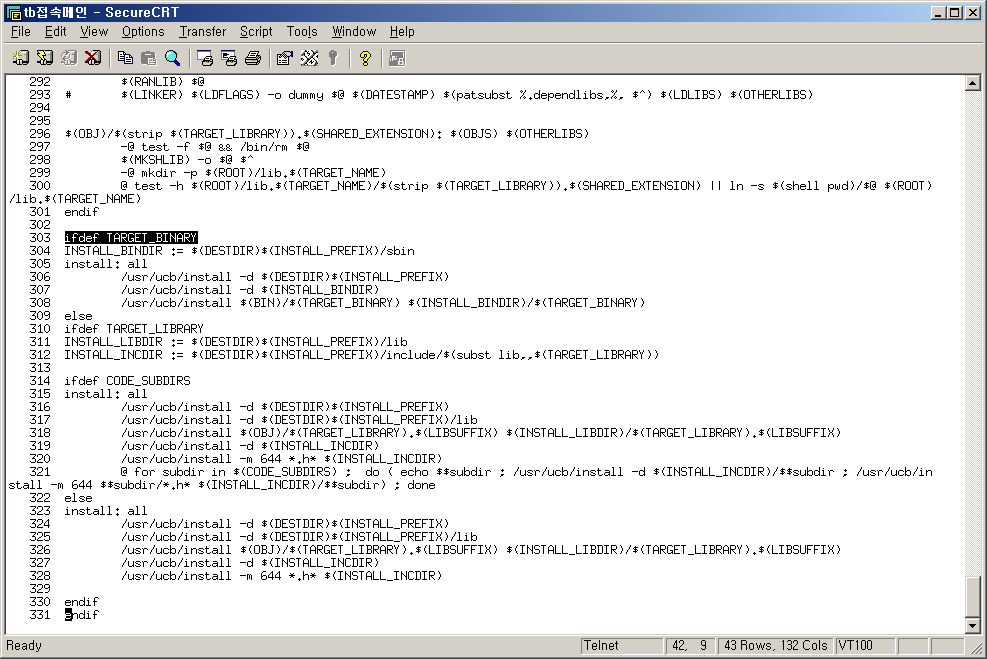 tb접속메인 - SecureCRT
File Edit View Options Transfer Script Tools Window Help
292 $(RANLIB) $@
293 # $(LINKER) $(LDFLAGS) -o dummy $@ $(DATESTAMP) $(patsubst %.dependlibs,%, $^) $(LDLIBS) $(OTHERLIBS)
294
295
296 $(OBJ)/$(strip $(TARGET_LIBRARY)).$(SHARED_EXTENSION): $(OBJS) $(OTHERLIBS)
297 -@ test -f $@ && /bin/rm $@
298 $(MKSHLIB) -o $@ $^
299 -@ mkdir -p $(ROOT)/lib.$(TARGET_NAME)
300 @ test -h $(ROOT)/lib.$(TARGET_NAME)/$(strip $(TARGET_LIBRARY)).$(SHARED_EXTENSION) || ln -s $(shell pwd)/$@ $(ROOT)
/lib.$(TARGET_NAME)
301 endif
302
303 ifdef TARGET_BINARY
304 INSTALL_BINDIR := $(DESTDIR)$(INSTALL_PREFIX)/sbin
305 install: all
306 /usr/ucb/install -d $(DESTDIR)$(INSTALL_PREFIX)
307 /usr/ucb/install -d $(INSTALL_BINDIR)
308 /usr/ucb/install $(BIN)/$(TARGET_BINARY) $(INSTALL_BINDIR)/$(TARGET_BINARY)
309 else
310 ifdef TARGET_LIBRARY
311 INSTALL_LIBDIR := $(DESTDIR)$(INSTALL_PREFIX)/lib
312 INSTALL_INCDIR := $(DESTDIR)$(INSTALL_PREFIX)/include/$(subst lib,,$(TARGET_LIBRARY))
313
314 ifdef CODE_SUBDIRS
315 install: all
316 /usr/ucb/install -d $(DESTDIR)$(INSTALL_PREFIX)
317 /usr/ucb/install -d $(DESTDIR)$(INSTALL_PREFIX)/lib
318 /usr/ucb/install $(OBJ)/$(TARGET_LIBRARY).$(LIBSUFFIX) $(INSTALL_LIBDIR)/$(TARGET_LIBRARY).$(LIBSUFFIX)
319 /usr/ucb/install -d $(INSTALL_INCDIR)
320 /usr/ucb/install -m 644 *.h* $(INSTALL_INCDIR)
321 @ for subdir in $(CODE_SUBDIRS) ; do ( echo $$subdir ; /usr/ucb/install -d $(INSTALL_INCDIR)/$$subdir ; /usr/ucb/in
stall -m 644 $$subdir/*.h* $(INSTALL_INCDIR)/$$subdir) ; done
322 else
323 install: all
324 /usr/ucb/install -d $(DESTDIR)$(INSTALL_PREFIX)
325 /usr/ucb/install -d $(DESTDIR)$(INSTALL_PREFIX)/lib
326 /usr/ucb/install $(OBJ)/$(TARGET_LIBRARY).$(LIBSUFFIX) $(INSTALL_LIBDIR)/$(TARGET_LIBRARY).$(LIBSUFFIX)
327 /usr/ucb/install -d $(INSTALL_INCDIR)
328 /usr/ucb/install -m 644 *.h* $(INSTALL_INCDIR)
329
330 endif
331 endif
Ready Telnet 42, 9 43 Rows, 132 Cols VT100